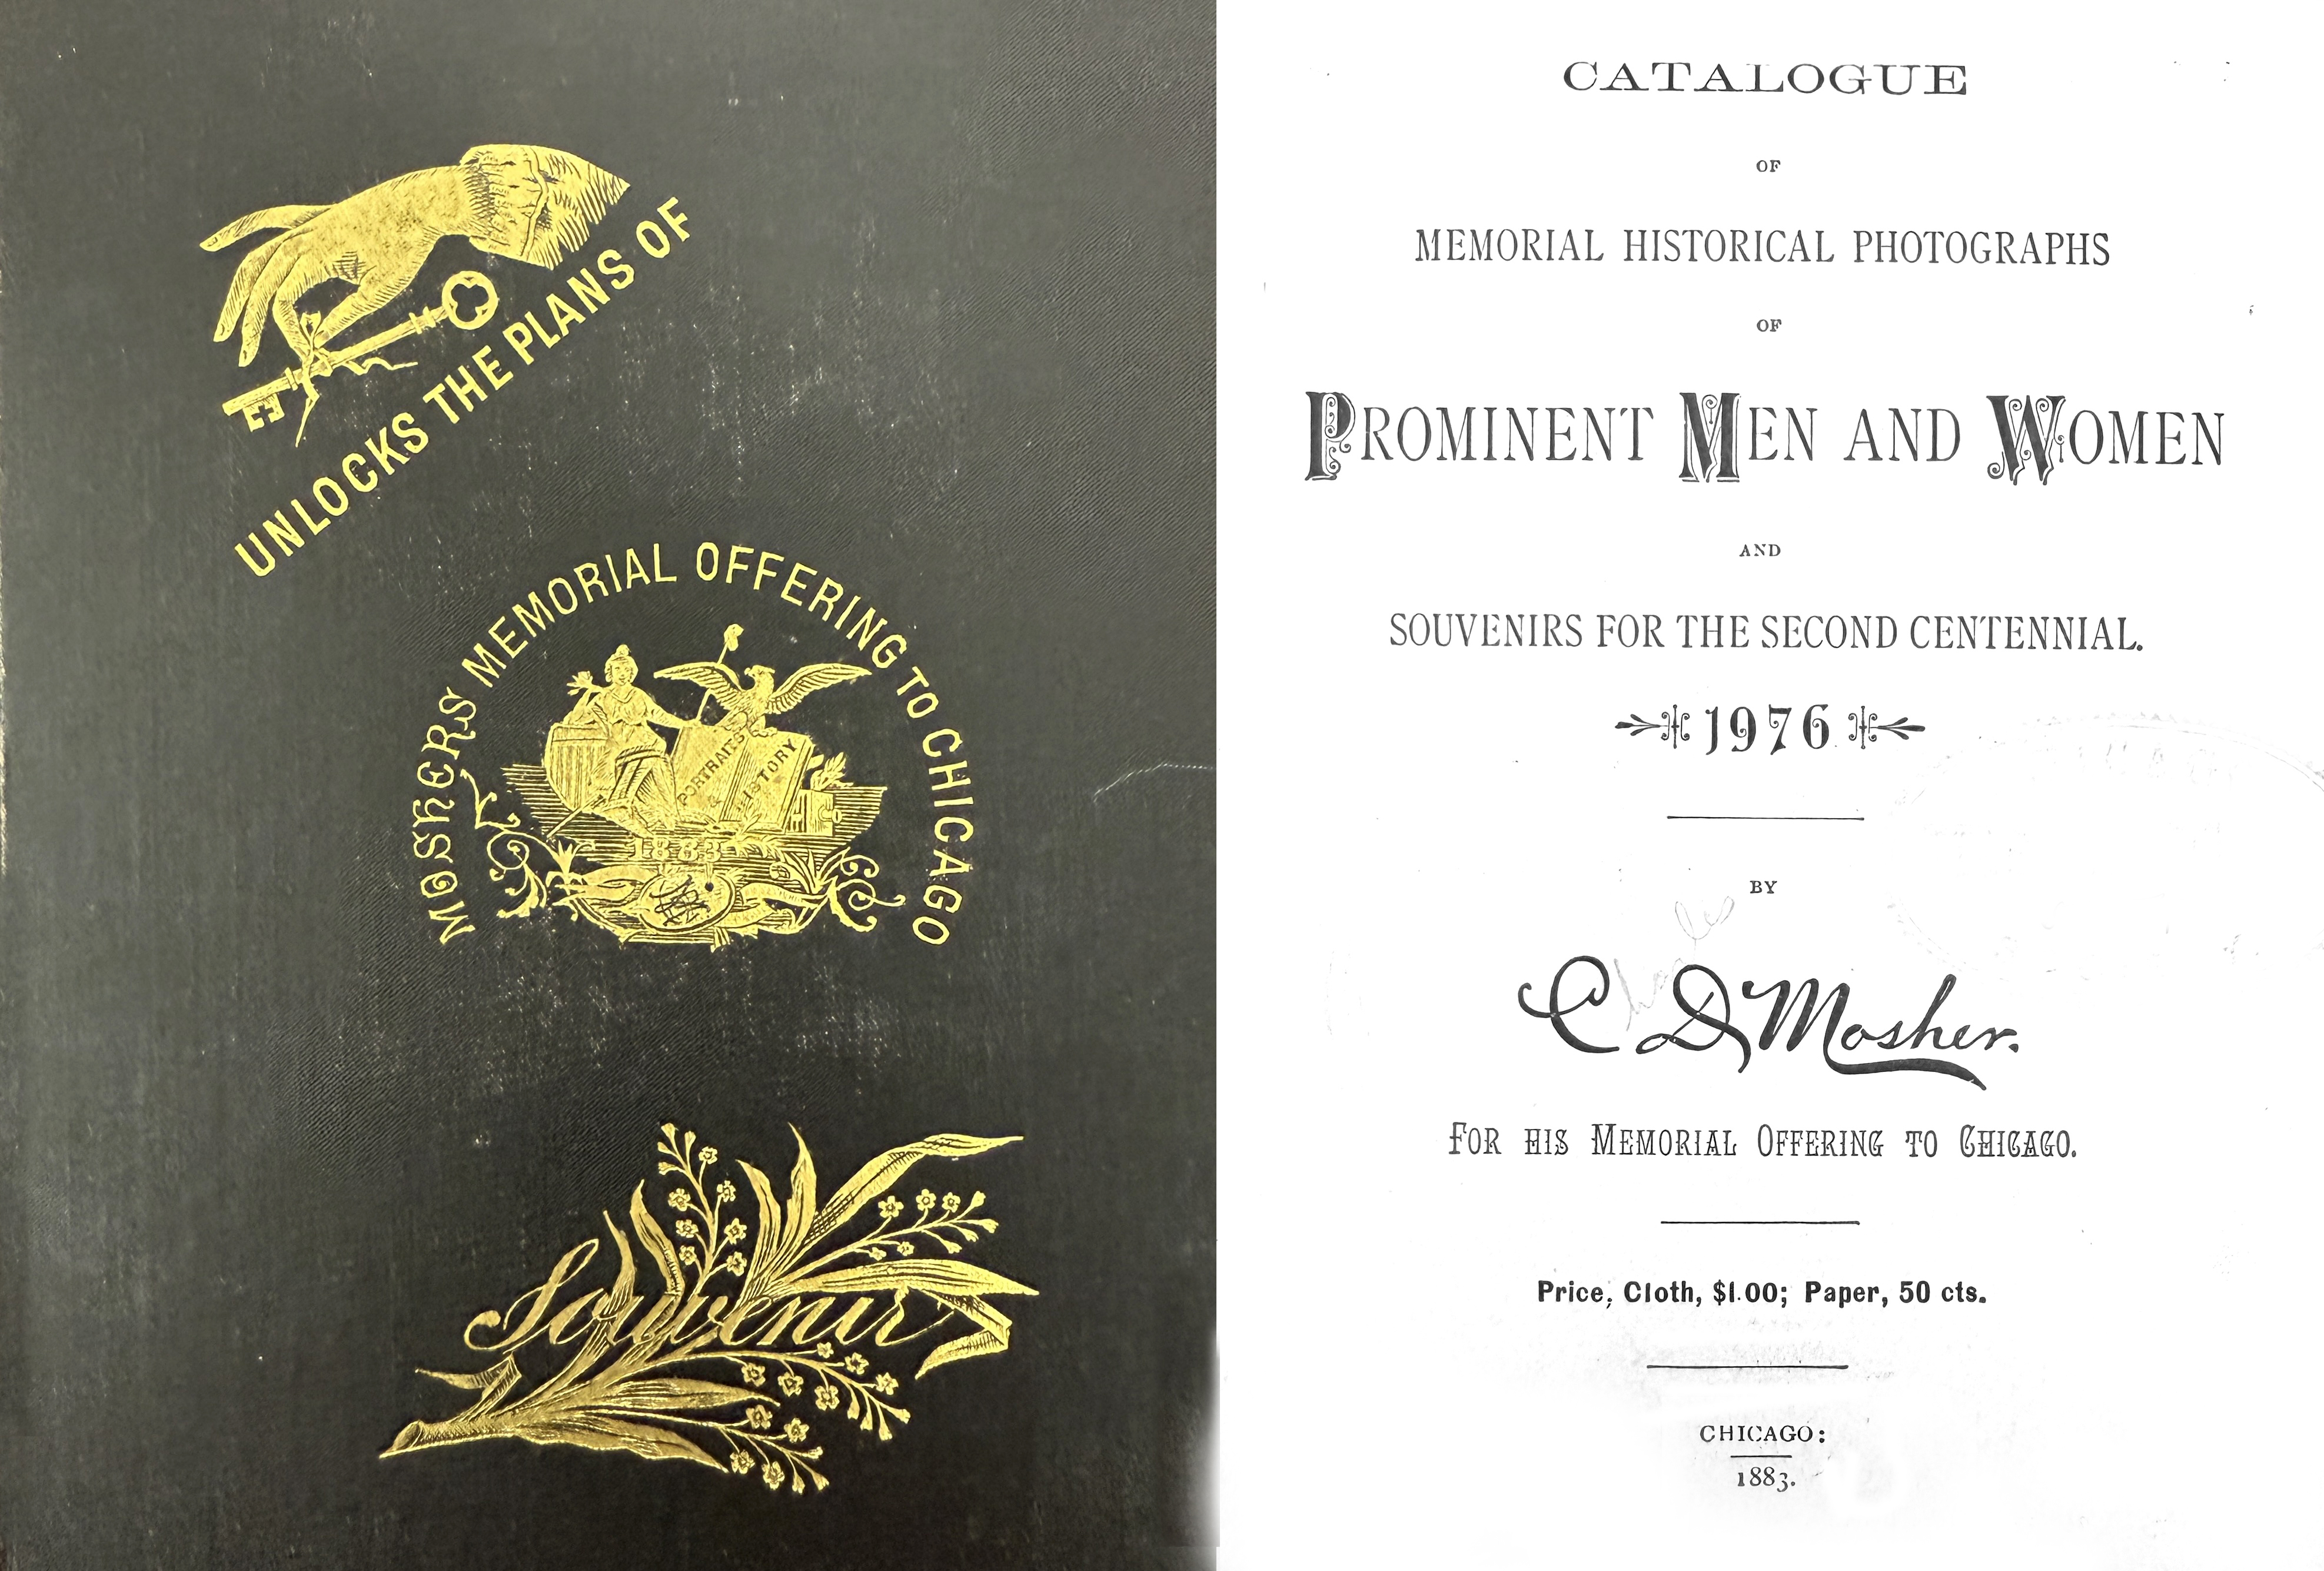 UNLOCKS THE PLANS OF
MOSHERS MEMORIAL OFFERING TO CHICAGO
PORTRAITS
&
HISTORY
1883
Souvenir
CATALOGUE
OF
MEMORIAL HISTORICAL PHOTOGRAPHS
OF
PROMINENT MEN AND WOMEN
AND
SOUVENIRS FOR THE SECOND CENTENNIAL.
1976
BY
C D Mosher.
FOR HIS MEMORIAL OFFERING TO CHICAGO.
Price, Cloth, $1.00; Paper, 50 cts.
CHICAGO:
1883.